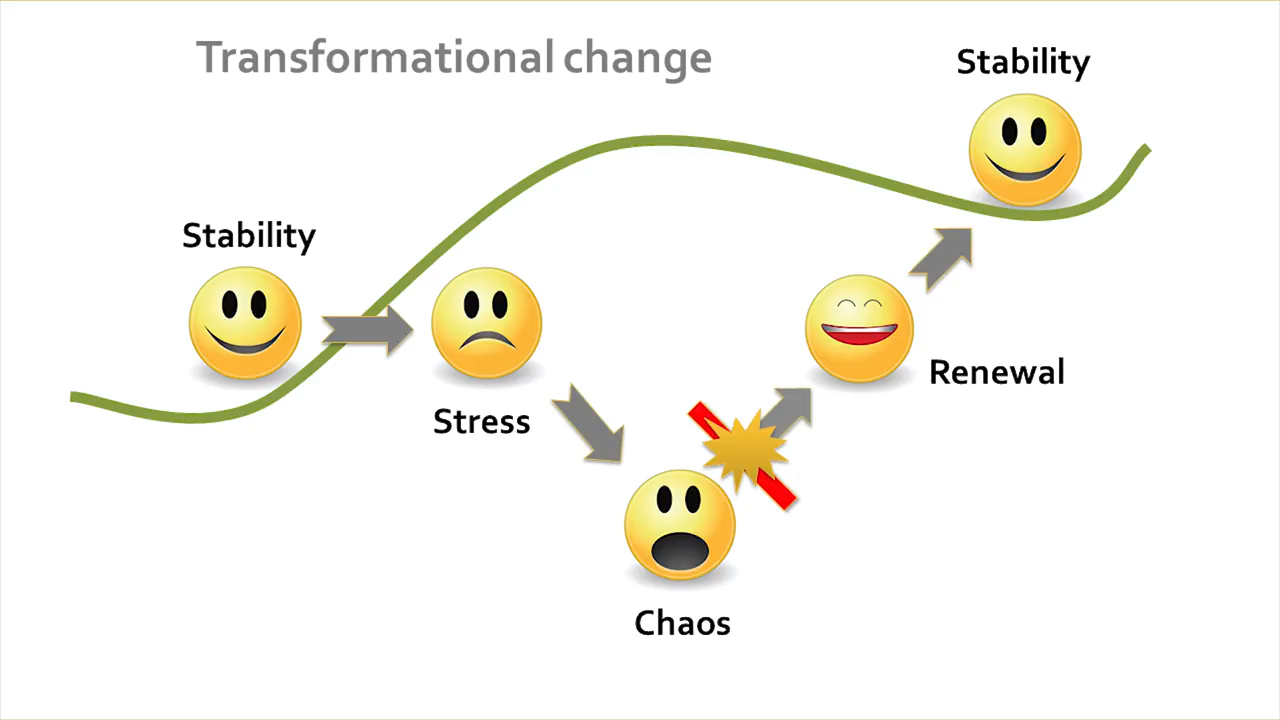 Transformational change
Stability
Stability
Stress
Renewal
Chaos